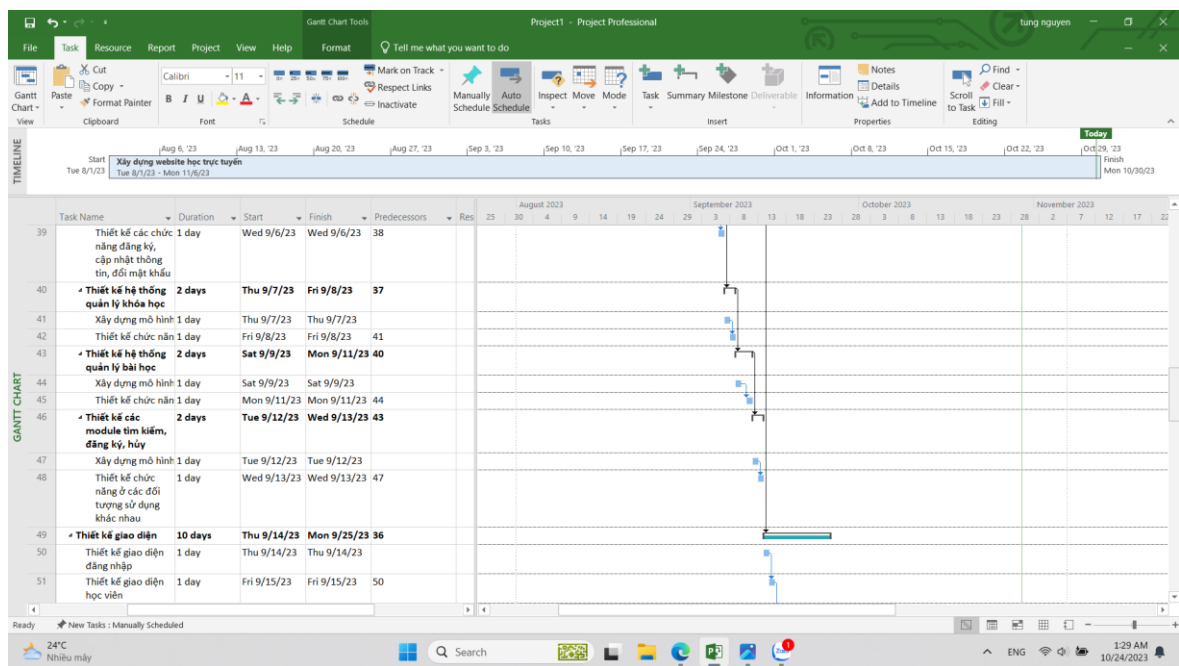 Gantt Chart Tools
Project1 - Project Professional
tung nguyen
File Task Resource Report Project View Help Format Tell me what you want to do
Gantt Chart
View
Paste
Cut
Copy
Format Painter
Clipboard
Calibri 11
B I U A
Font
Mark on Track
Respect Links
Inactivate
Schedule
Manually Schedule
Auto Schedule
Inspect Move Mode
Tasks
Task Summary Milestone Deliverable
Insert
Information
Notes
Details
Add to Timeline
Properties
Scroll to Task
Find
Clear
Fill
Editing
TIMELINE
Today
Aug 6, '23 Aug 13, '23 Aug 20, '23 Aug 27, '23 Sep 3, '23 Sep 10, '23 Sep 17, '23 Sep 24, '23 Oct 1, '23 Oct 8, '23 Oct 15, '23 Oct 22, '23 Oct 29, '23
Start
Tue 8/1/23
Xây dựng website học trực tuyến
Tue 8/1/23 - Mon 11/6/23
Finish
Mon 10/30/23
GANTT CHART
Task Name Duration Start Finish Predecessors Res
August 2023 September 2023 October 2023 November 2023
25 30 4 9 14 19 24 29 3 8 13 18 23 28 3 8 13 18 23 28 2 7 12 17 22
39 Thiết kế các chức 1 day Wed 9/6/23 Wed 9/6/23 38
năng đăng ký,
cập nhật thông
tin, đổi mật khẩu
40 Thiết kế hệ thống 2 days Thu 9/7/23 Fri 9/8/23 37
quản lý khóa học
41 Xây dựng mô hình 1 day Thu 9/7/23 Thu 9/7/23
42 Thiết kế chức năn 1 day Fri 9/8/23 Fri 9/8/23 41
43 Thiết kế hệ thống 2 days Sat 9/9/23 Mon 9/11/23 40
quản lý bài học
44 Xây dựng mô hình 1 day Sat 9/9/23 Sat 9/9/23
45 Thiết kế chức năn 1 day Mon 9/11/23 Mon 9/11/23 44
46 Thiết kế các 2 days Tue 9/12/23 Wed 9/13/23 43
module tìm kiếm,
đăng ký, hủy
47 Xây dựng mô hình 1 day Tue 9/12/23 Tue 9/12/23
48 Thiết kế chức 1 day Wed 9/13/23 Wed 9/13/23 47
năng ở các đối
tượng sử dụng
khác nhau
49 Thiết kế giao diện 10 days Thu 9/14/23 Mon 9/25/23 36
50 Thiết kế giao diện 1 day Thu 9/14/23 Thu 9/14/23
đăng nhập
51 Thiết kế giao diện 1 day Fri 9/15/23 Fri 9/15/23 50
học viên
Ready New Tasks : Manually Scheduled
24°C
Nhiều mây
Search
ENG
1:29 AM
10/24/2023